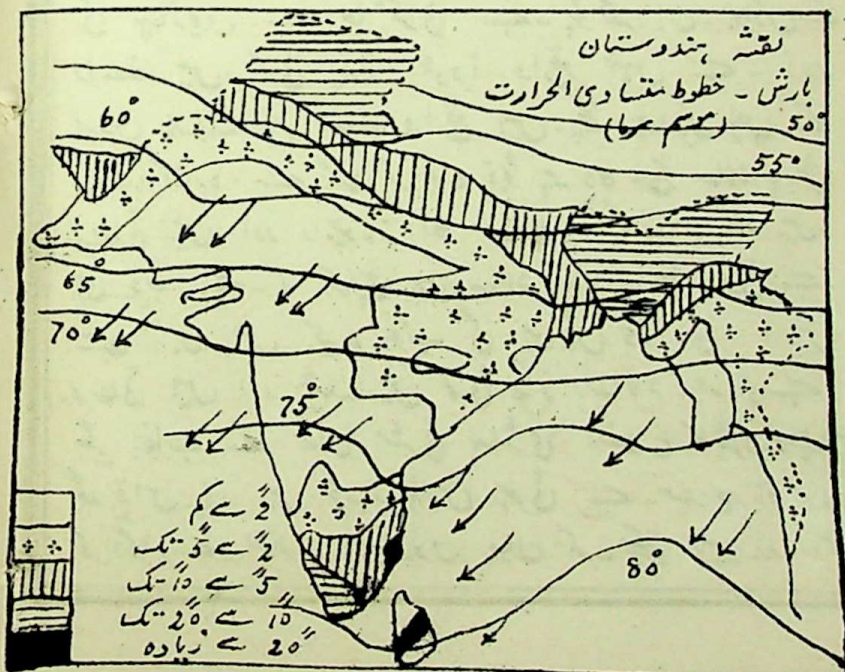 نقشہ ہندوستان
بارش - خطوط متساوی الحرارت
(موسم سرما)
50°
55°
60°
65°
70°
75°
80°
2″ سے کم
2″ سے 5″ تک
5″ سے 10″ تک
10″ سے 20″ تک
20″ سے زیادہ